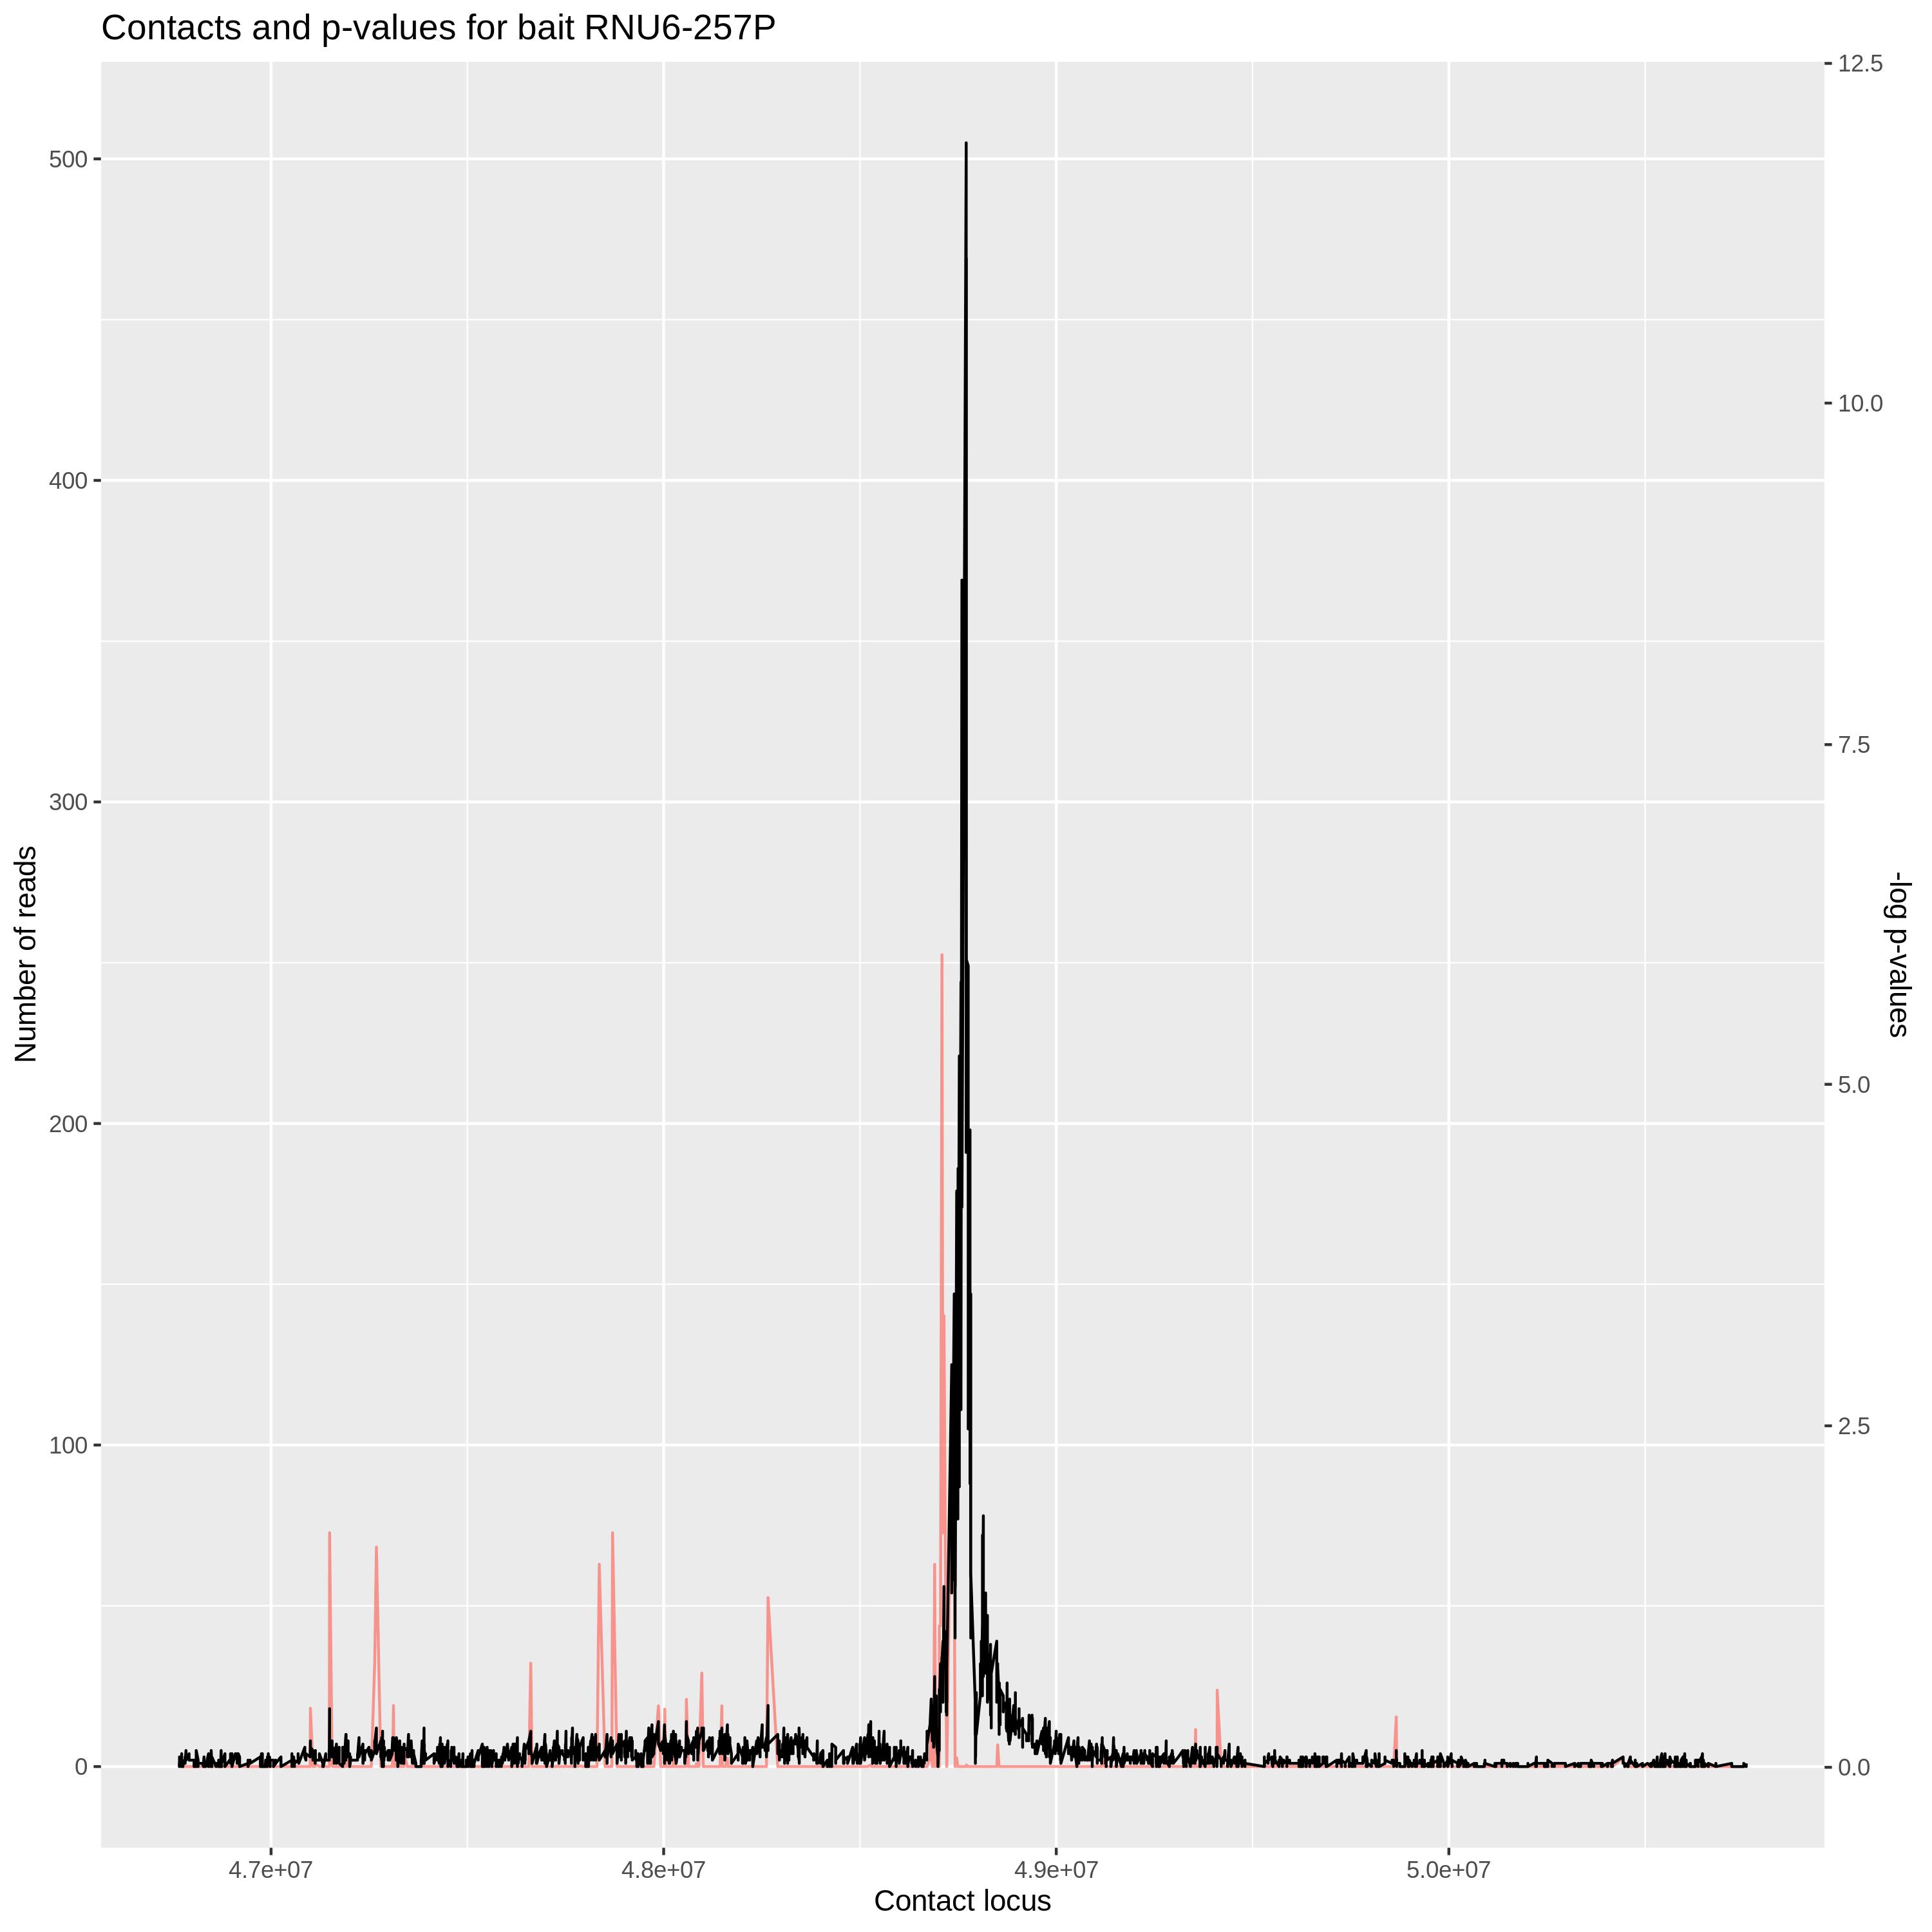 Contacts and p-values for bait RNU6-257P
12.5
500
10.0
400
7.5
300
Number of reads
-log p-values
5.0
200
2.5
100
0
0.0
4.7e+07 4.8e+07 4.9e+07 5.0e+07
Contact locus